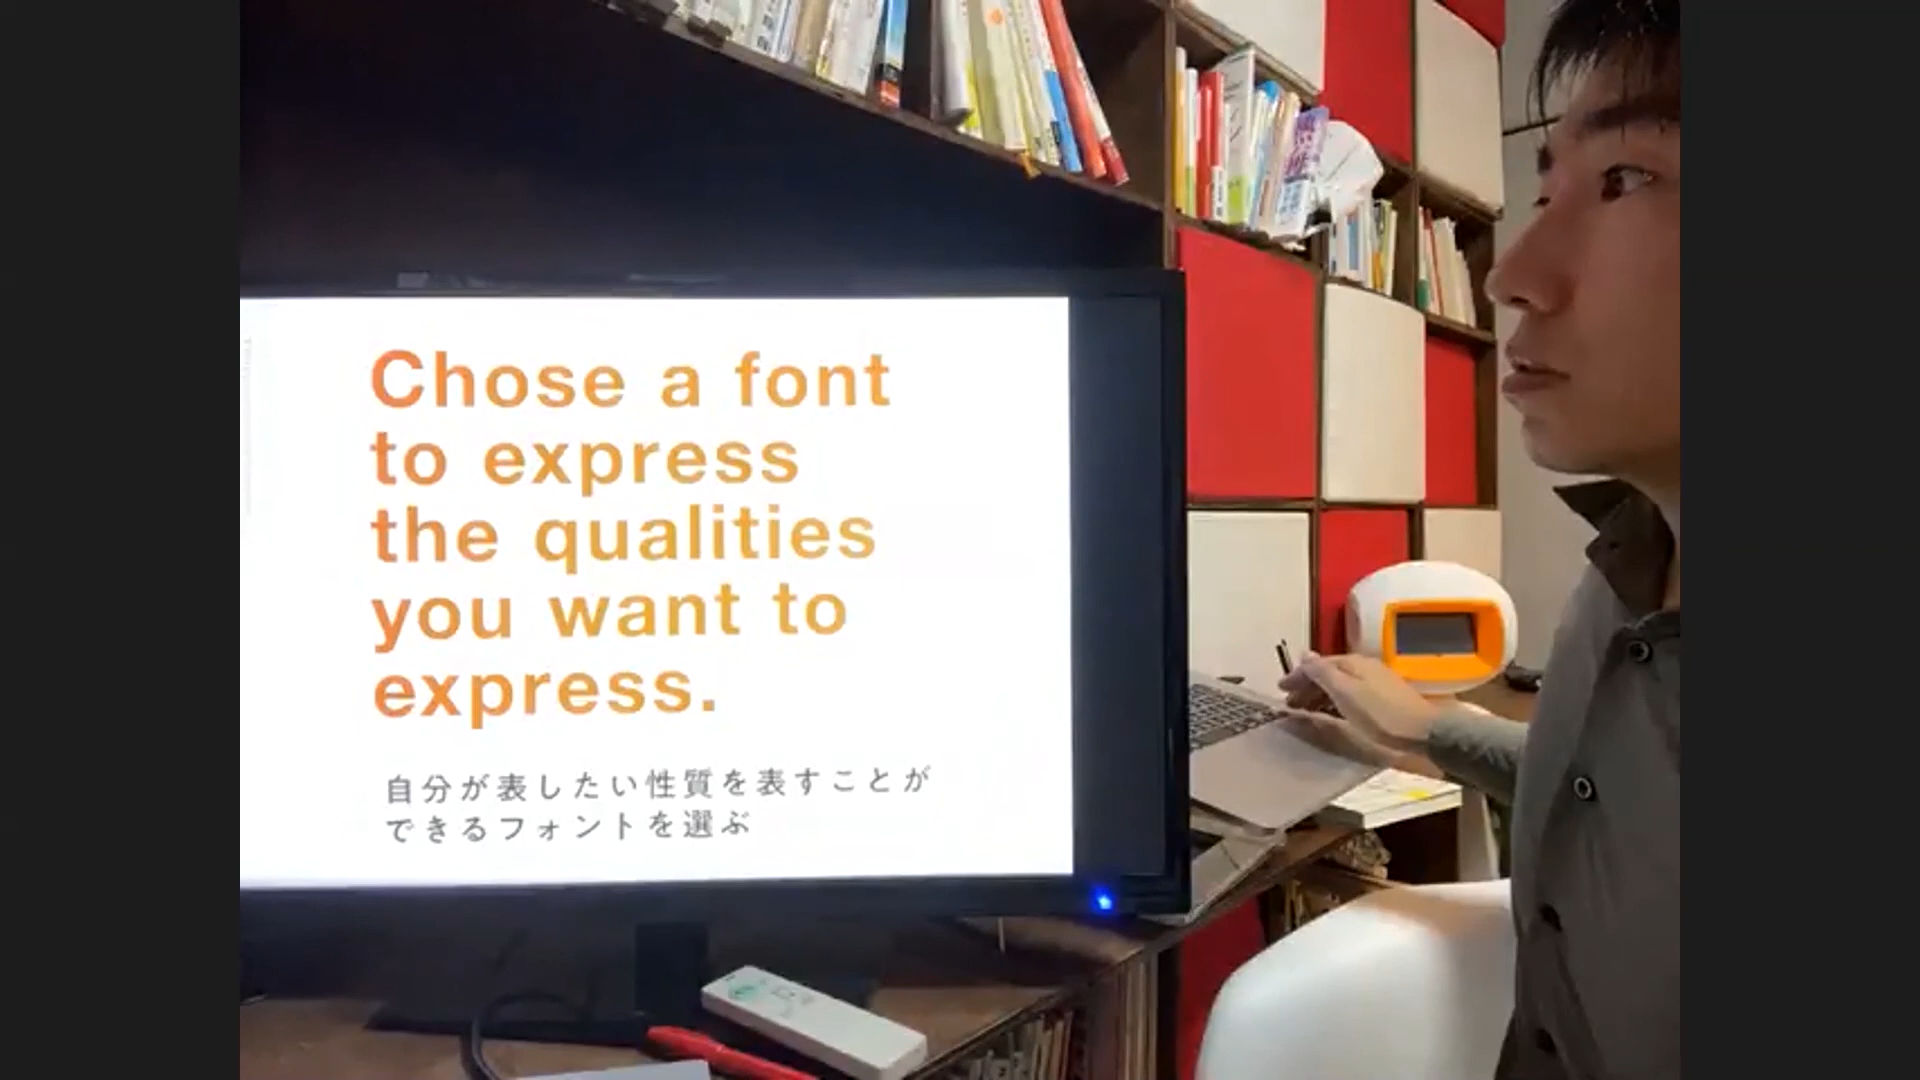 Chose a font
to express
the qualities
you want to
express.
自分が表したい性質を表すことが
できるフォントを選ぶ